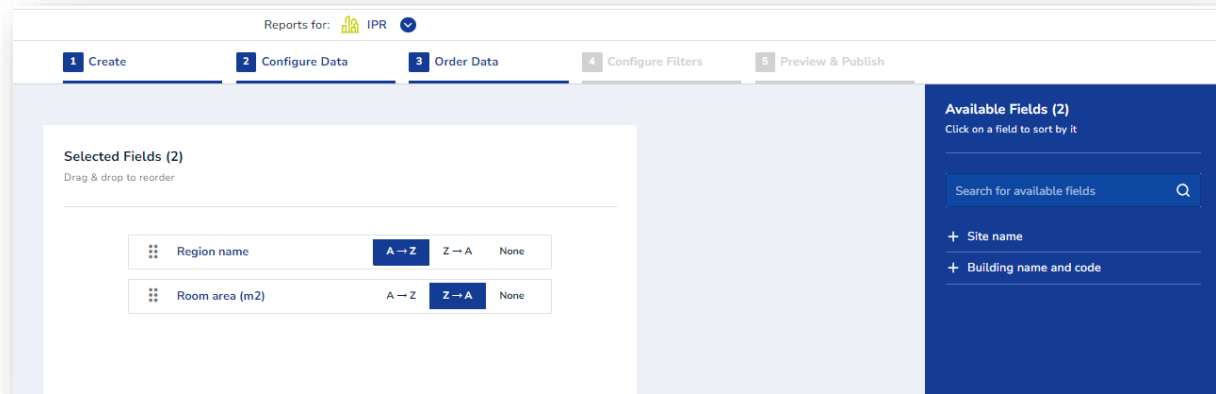 Reports for: IPR
1 Create 2 Configure Data 3 Order Data 4 Configure Filters 5 Preview & Publish
Selected Fields (2)
Drag & drop to reorder
Region name A→Z Z→A None
Room area (m2) A→Z Z→A None
Available Fields (2)
Click on a field to sort by it
Search for available fields
+ Site name
+ Building name and code